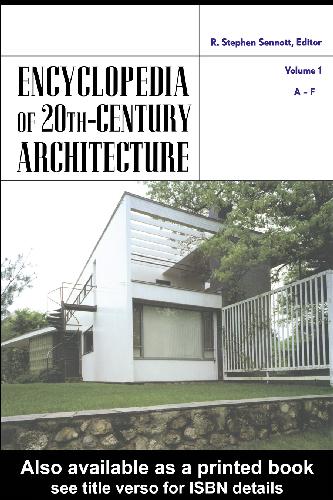 R. Stephen Sennott, Editor
ENCYCLOPEDIA
OF 20TH-CENTURY
ARCHITECTURE
Volume 1
A – F
Also available as a printed book
see title verso for ISBN details